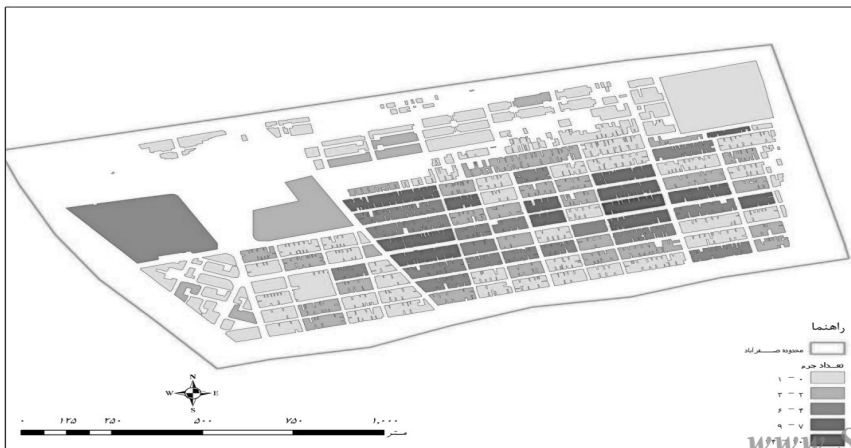 راهنما
محدوده صفرآباد
تعداد جرم
۰ – ۱
۲ – ۳
۴ – ۶
۷ – ۹
N
W E
S
۰ ۱۲۵ ۲۵۰ ۵۰۰ ۷۵۰ ۱,۰۰۰
متر